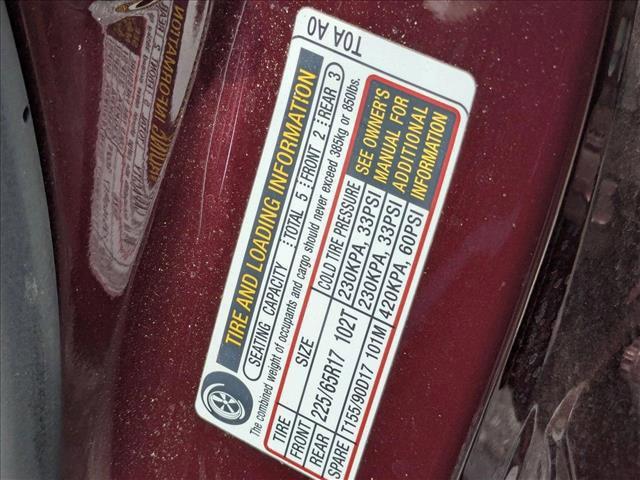 TIRE AND LOADING INFORMATION
SEATING CAPACITY TOTAL 5 FRONT 2 REAR 3
The combined weight of occupants and cargo should never exceed 385kg or 850lbs.
TIRE SIZE COLD TIRE PRESSURE
FRONT 225/65R17 102T 230KPA, 33PSI
REAR 230KPA, 33PSI
SPARE T155/90D17 101M 420KPA, 60PSI
SEE OWNER'S
MANUAL FOR
ADDITIONAL
INFORMATION
T0A A0